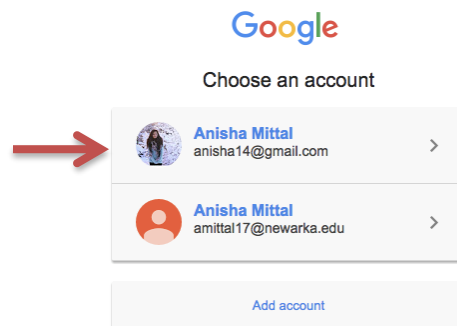 Google
Choose an account
Anisha Mittal
anisha14@gmail.com
Anisha Mittal
amittal17@newarka.edu
Add account